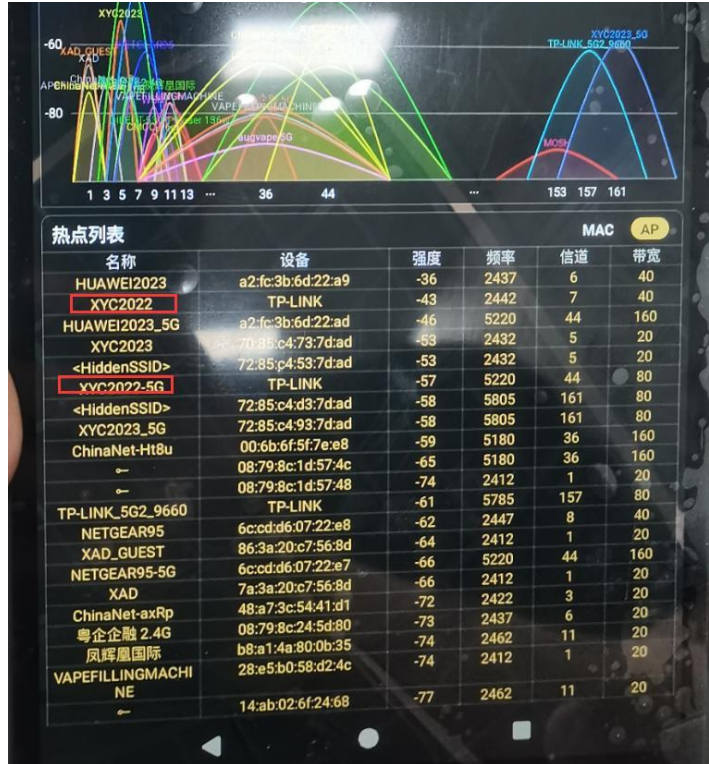 XYC2023
XYC2023_5G
-60
TP-LINK_5G2_9660
XAD_GUEST
XAD
VAPEFILLINGMACHINE
-80
augvape-5G
MOSH
1 3 5 7 9 11 13 ... 36 44 ... 153 157 161
热点列表 MAC AP
名称 设备 强度 频率 信道 带宽
HUAWEI2023 a2:fc:3b:6d:22:a9 -36 2437 6 40
XYC2022 TP-LINK -43 2442 7 40
HUAWEI2023_5G a2:fc:3b:6d:22:ad -46 5220 44 160
XYC2023 70:85:c4:73:7d:ad -53 2432 5 20
<HiddenSSID> 72:85:c4:53:7d:ad -53 2432 5 20
XYC2022-5G TP-LINK -57 5220 44 80
<HiddenSSID> 72:85:c4:d3:7d:ad -58 5805 161 80
XYC2023_5G 72:85:c4:93:7d:ad -58 5805 161 80
ChinaNet-Ht8u 00:6b:6f:5f:7e:e8 -59 5180 36 160
08:79:8c:1d:57:4c -65 5180 36 160
08:79:8c:1d:57:48 -74 2412 1 20
TP-LINK_5G2_9660 TP-LINK -61 5785 157 80
NETGEAR95 6c:cd:d6:07:22:e8 -62 2447 8 40
XAD_GUEST 86:3a:20:c7:56:8d -64 2412 1 20
NETGEAR95-5G 6c:cd:d6:07:22:e7 -66 5220 44 160
XAD 7a:3a:20:c7:56:8d -66 2412 1 20
ChinaNet-axRp 48:a7:3c:54:41:d1 -72 2422 3 20
粤企企融 2.4G 08:79:8c:24:5d:80 -73 2437 6 20
凤辉凰国际 b8:a1:4a:80:0b:35 -74 2462 11 20
VAPEFILLINGMACHI 28:e5:b0:58:d2:4c -74 2412 1 20
NE
14:ab:02:6f:24:68 -77 2462 11 20